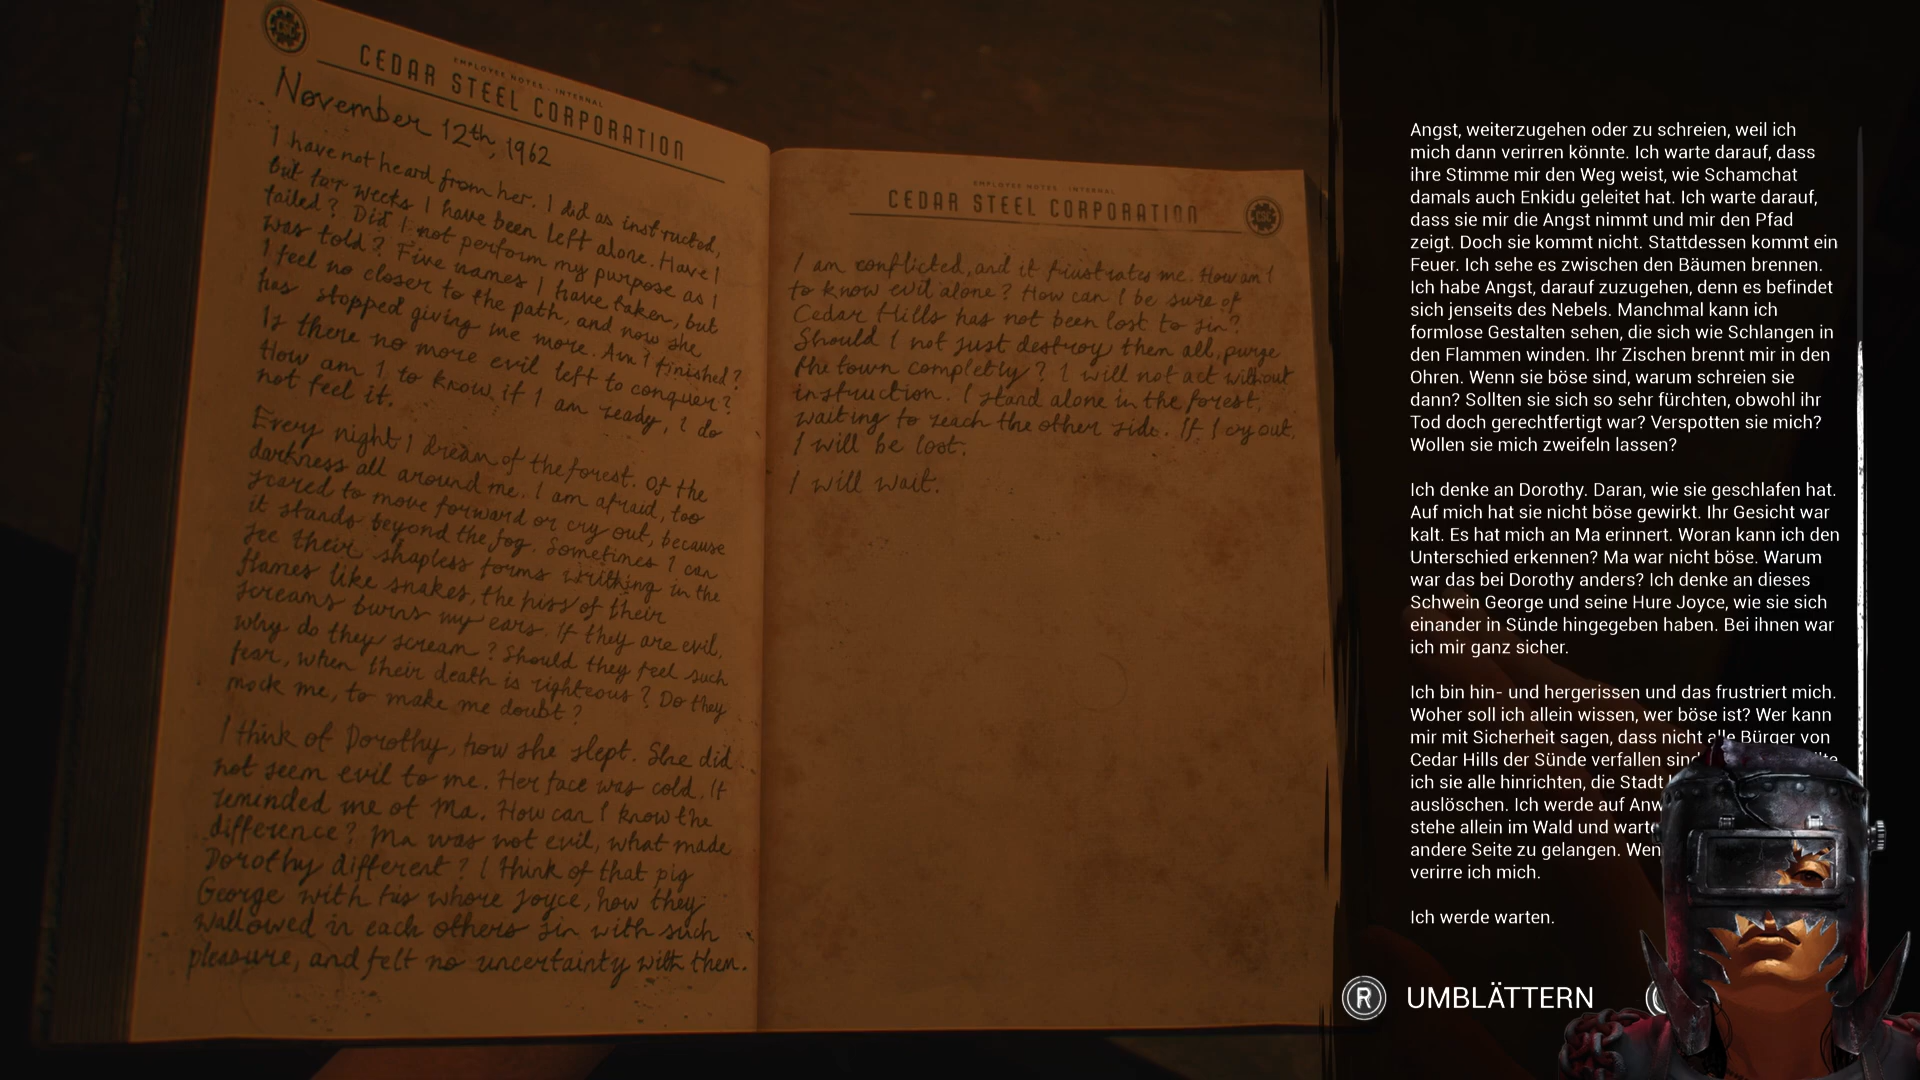 EMPLOYEE NOTES - INTERNAL
CEDAR STEEL CORPORATION
November 12th, 1962
I have not heard from her. I did as instructed,
but for weeks I have been left alone. Have I
failed? Did I not perform my purpose as I
was told? Five names I have taken, but
I feel no closer to the path, and now she
has stopped giving me more. Am I finished?
Is there no more evil left to conquer?
How am I to know if I am ready, I do
not feel it.
Every night I dream of the forest. Of the
darkness all around me. I am afraid, too
scared to move forward or cry out, because
it stands beyond the fog. Sometimes I can
see their shapless forms writhing in the
flames like snakes, the hiss of their
screams burns my ears. If they are evil,
why do they scream? Should they feel such
fear, when their death is righteous? Do they
mock me, to make me doubt?
I think of Dorothy, how she slept. She did
not seem evil to me. Her face was cold. It
reminded me of Ma. How can I know the
difference? Ma was not evil, what made
Dorothy different? I think of that pig
George with his whore Joyce, how they
wallowed in each others sin with such
pleasure, and felt no uncertainty with them.
EMPLOYEE NOTES - INTERNAL
CEDAR STEEL CORPORATION
CSC
I am conflicted, and it frustrates me. How am I
to know evil alone? How can I be sure of
Cedar Hills has not been lost to sin?
Should I not just destroy them all, purge
the town completly? I will not act without
instruction. I stand alone in the forest,
waiting to reach the other side. If I cry out,
I will be lost.
I will wait.
Angst, weiterzugehen oder zu schreien, weil ich
mich dann verirren könnte. Ich warte darauf, dass
ihre Stimme mir den Weg weist, wie Schamchat
damals auch Enkidu geleitet hat. Ich warte darauf,
dass sie mir die Angst nimmt und mir den Pfad
zeigt. Doch sie kommt nicht. Stattdessen kommt ein
Feuer. Ich sehe es zwischen den Bäumen brennen.
Ich habe Angst, darauf zuzugehen, denn es befindet
sich jenseits des Nebels. Manchmal kann ich
formlose Gestalten sehen, die sich wie Schlangen in
den Flammen winden. Ihr Zischen brennt mir in den
Ohren. Wenn sie böse sind, warum schreien sie
dann? Sollten sie sich so sehr fürchten, obwohl ihr
Tod doch gerechtfertigt war? Verspotten sie mich?
Wollen sie mich zweifeln lassen?
Ich denke an Dorothy. Daran, wie sie geschlafen hat.
Auf mich hat sie nicht böse gewirkt. Ihr Gesicht war
kalt. Es hat mich an Ma erinnert. Woran kann ich den
Unterschied erkennen? Ma war nicht böse. Warum
war das bei Dorothy anders? Ich denke an dieses
Schwein George und seine Hure Joyce, wie sie sich
einander in Sünde hingegeben haben. Bei ihnen war
ich mir ganz sicher.
Ich bin hin- und hergerissen und das frustriert mich.
Woher soll ich allein wissen, wer böse ist? Wer kann
mir mit Sicherheit sagen, dass nicht alle Bürger von
Cedar Hills der Sünde verfallen sind
ich sie alle hinrichten, die Stadt
auslöschen. Ich werde auf
stehe allein im Wald und
andere Seite zu gelangen.
verirre ich mich.
Ich werde warten.
R UMBLÄTTERN